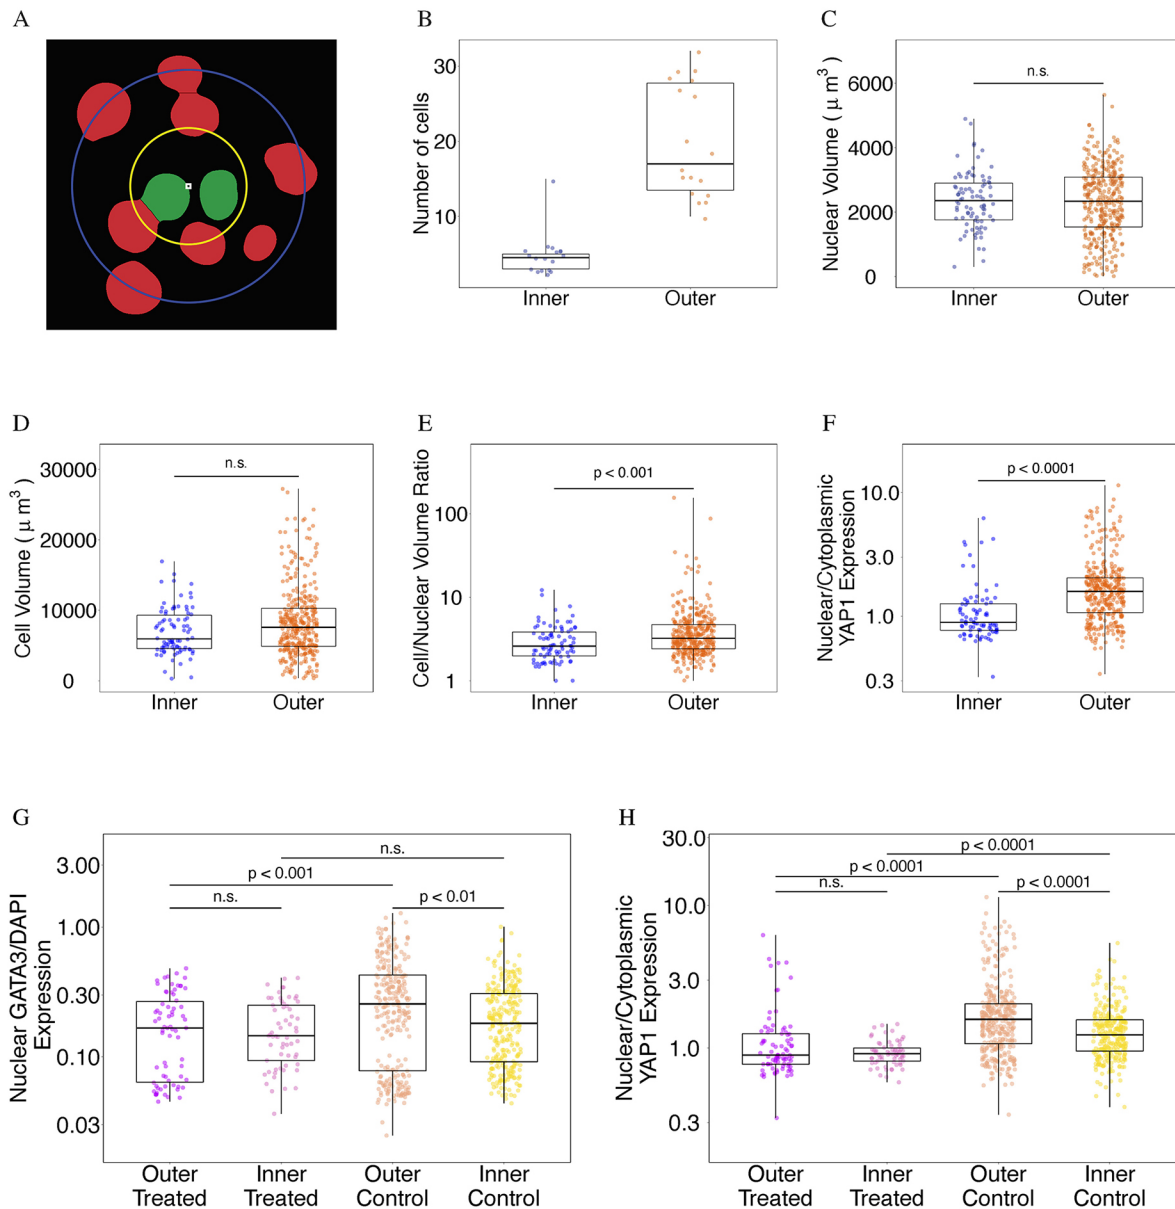 A
B
Number of cells
30
20
10
Inner
Outer
C
Nuclear Volume ( μ m3 )
6000
4000
2000
0
n.s.
Inner
Outer
D
Cell Volume ( μ m3 )
30000
20000
10000
0
n.s.
Inner
Outer
E
Cell/Nuclear Volume Ratio
100
10
1
p < 0.001
Inner
Outer
F
Nuclear/Cytoplasmic
YAP1 Expression
10.0
3.0
1.0
0.3
p < 0.0001
Inner
Outer
G
Nuclear GATA3/DAPI
Expression
3.00
1.00
0.30
0.10
0.03
n.s.
p < 0.001
n.s.
p < 0.01
Outer
Treated
Inner
Treated
Outer
Control
Inner
Control
H
Nuclear/Cytoplasmic
YAP1 Expression
30.0
10.0
3.0
1.0
0.3
p < 0.0001
p < 0.0001
n.s.
p < 0.0001
Outer
Treated
Inner
Treated
Outer
Control
Inner
Control